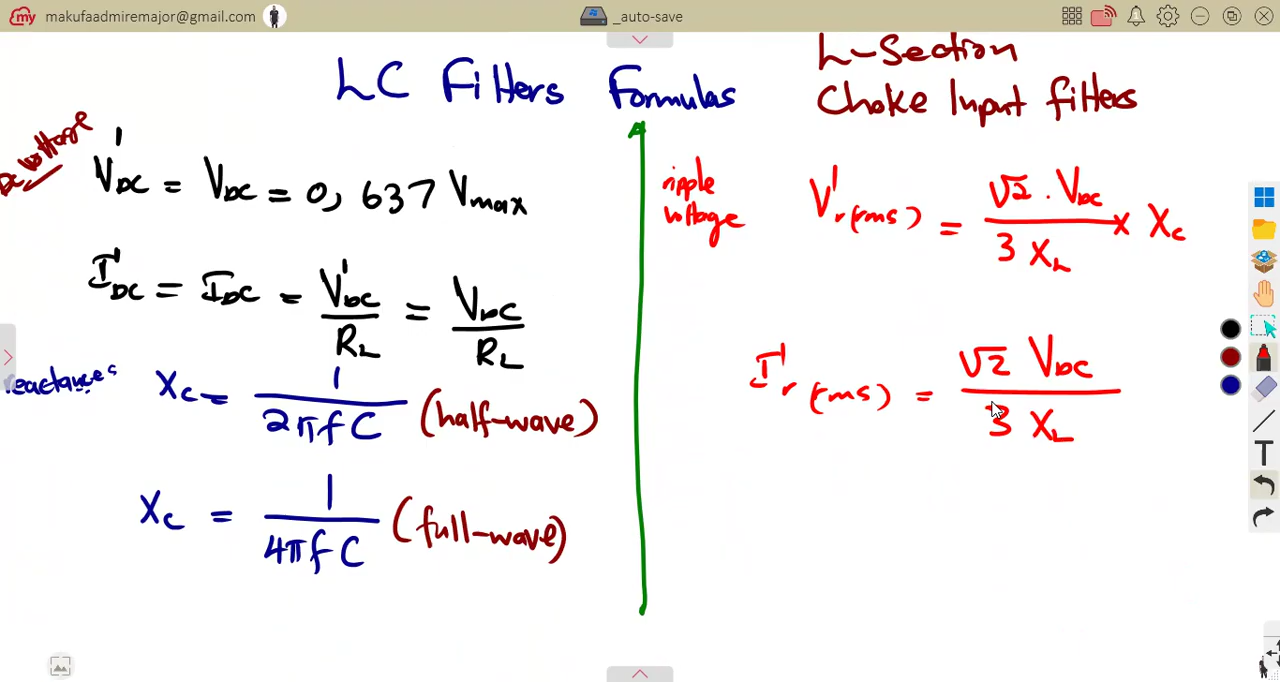 makufaadmiremajor@gmail.com
_auto-save
LC Filters Formulas
L-Section
Choke Input filters
DC voltage
V'DC = VDC = 0,637 Vmax
I'DC = IDC = V'DC/RL = VDC/RL
reactances
XC = 1/2πfC (half-wave)
XC = 1/4πfC (full-wave)
ripple
voltage
V'r(rms) = √2 . VDC/3 XL × XC
I'r(rms) = √2 VDC/3 XL